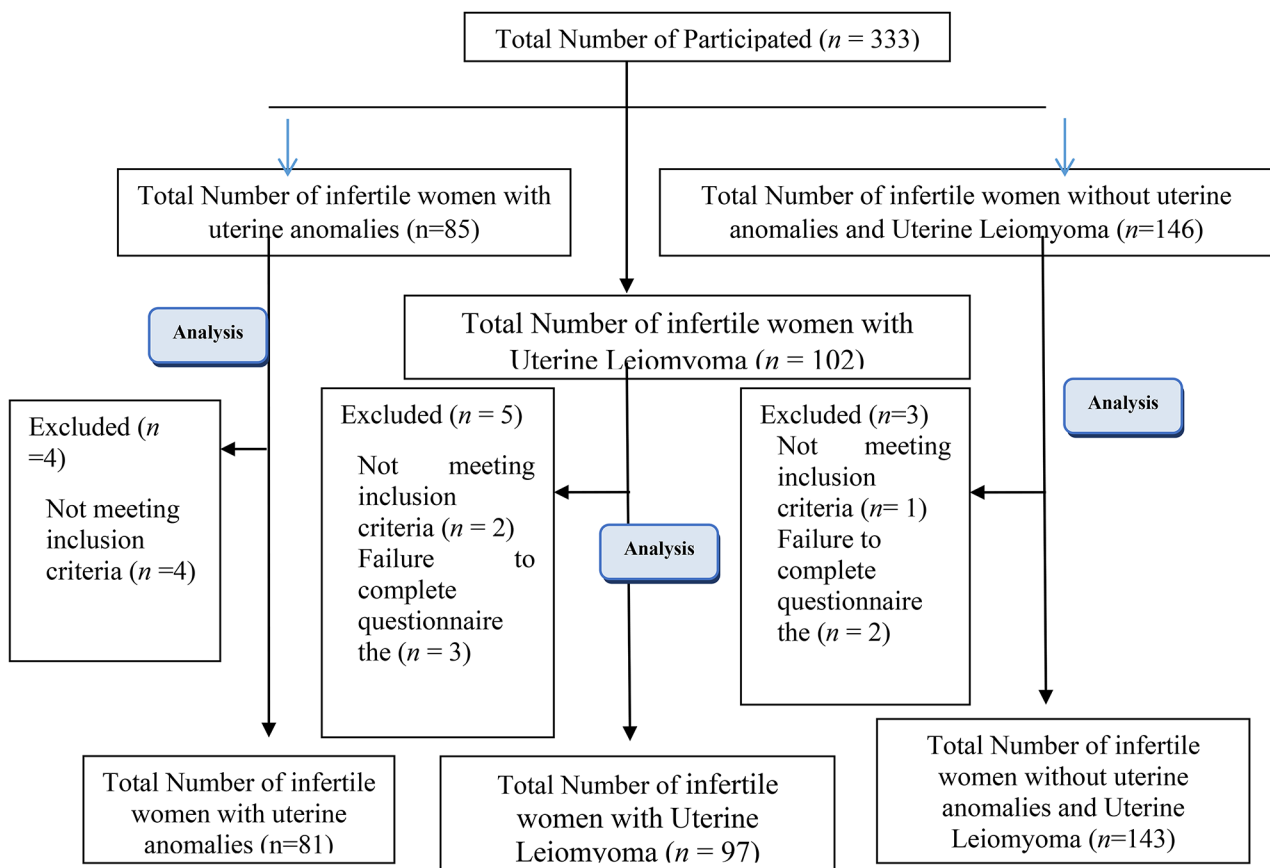 Total Number of Participated (n = 333)
Total Number of infertile women with
uterine anomalies (n=85)
Total Number of infertile women without uterine
anomalies and Uterine Leiomyoma (n=146)
Analysis
Total Number of infertile women with
Uterine Leiomyoma (n = 102)
Analysis
Excluded (n
=4)
Not meeting
inclusion
criteria (n =4)
Excluded (n = 5)
Not meeting
inclusion
criteria (n = 2)
Failure to
complete
questionnaire
the (n = 3)
Analysis
Excluded (n=3)
Not meeting
inclusion
criteria (n= 1)
Failure to
complete
questionnaire
the (n = 2)
Total Number of infertile
women with uterine
anomalies (n=81)
Total Number of infertile
women with Uterine
Leiomyoma (n = 97)
Total Number of infertile
women without uterine
anomalies and Uterine
Leiomyoma (n=143)